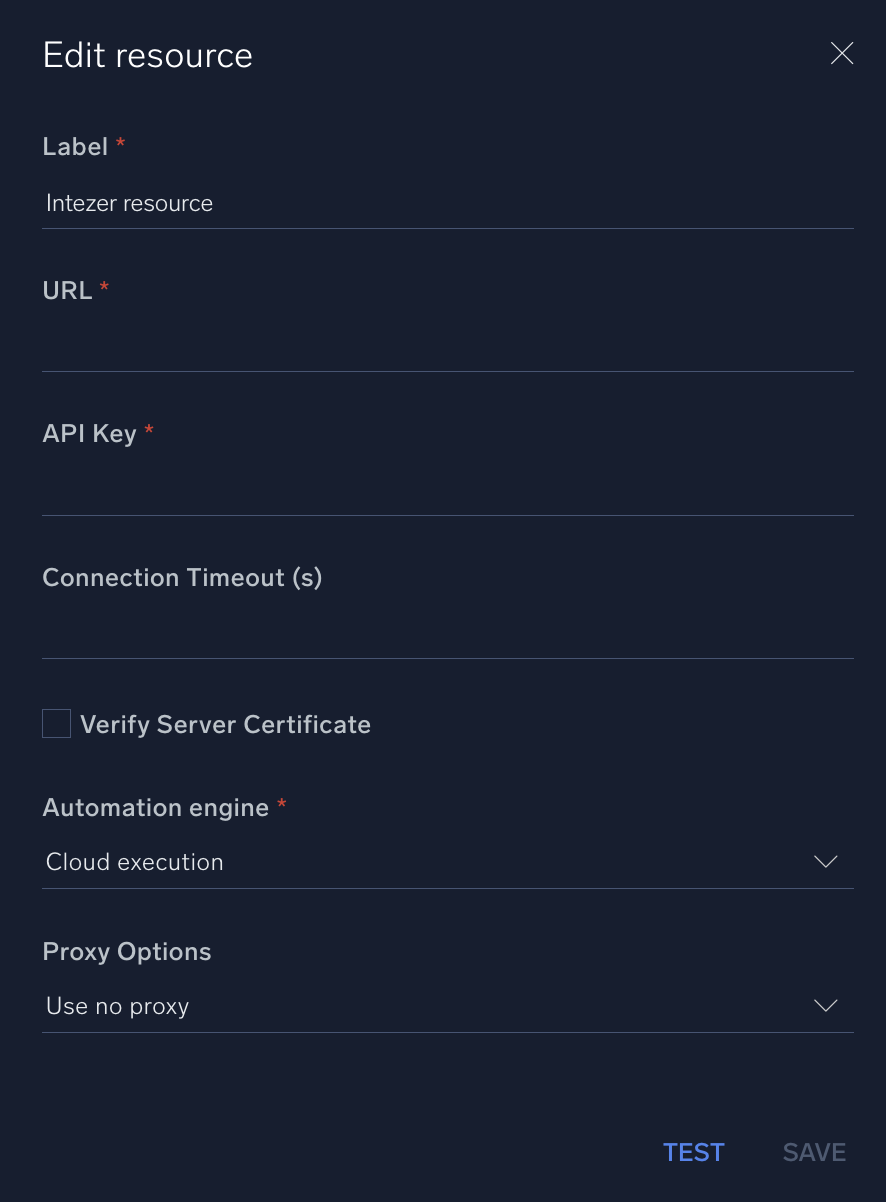 Edit resource
Label *
Intezer resource
URL *
API Key *
Connection Timeout (s)
Verify Server Certificate
Automation engine *
Cloud execution
Proxy Options
Use no proxy
TEST SAVE